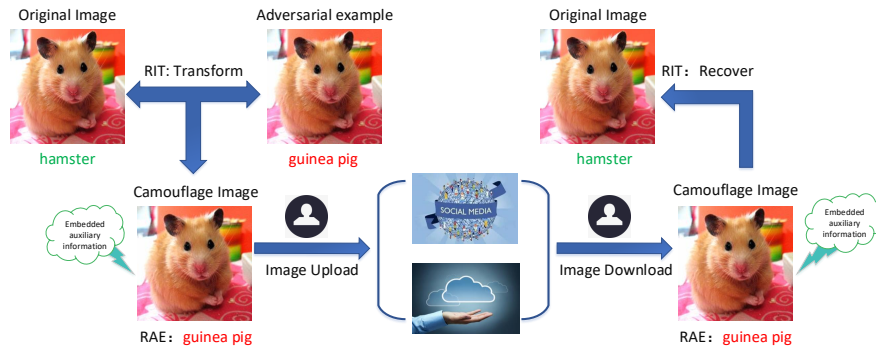 Original Image
Adversarial example
Original Image
RIT: Transform
RIT：Recover
hamster
guinea pig
hamster
Camouflage Image
Camouflage Image
Embedded
auxiliary
information
SOCIAL MEDIA
Embedded
auxiliary
information
Image Upload
Image Download
RAE：guinea pig
RAE：guinea pig